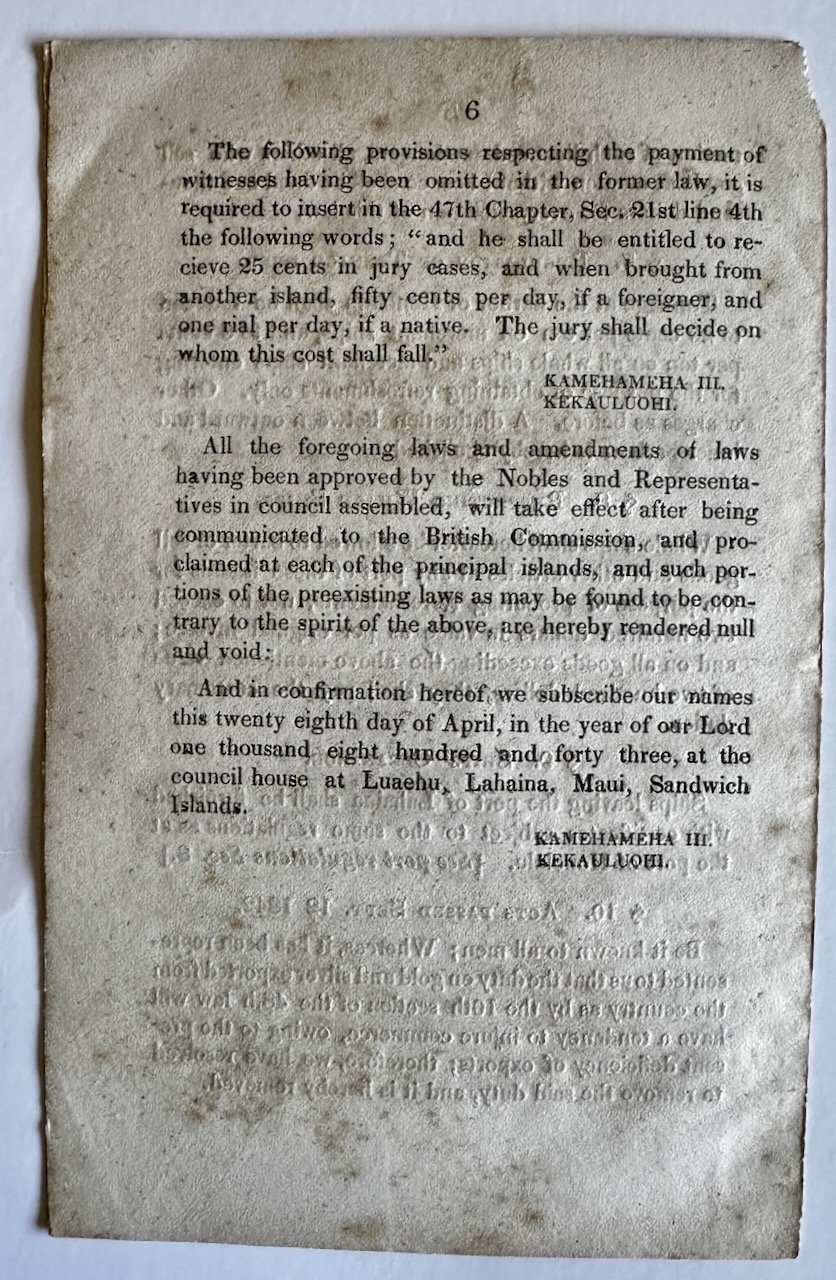 6
The following provisions respecting the payment of
witnesses having been omitted in the former law, it is
required to insert in the 47th Chapter, Sec. 21st line 4th
the following words; “and he shall be entitled to re-
cieve 25 cents in jury cases, and when brought from
another island, fifty cents per day, if a foreigner, and
one rial per day, if a native. The jury shall decide on
whom this cost shall fall.”
KAMEHAMEHA III.
KEKAULUOHI.
All the foregoing laws and amendments of laws
having been approved by the Nobles and Representa-
tives in council assembled, will take effect after being
communicated to the British Commission, and pro-
claimed at each of the principal islands, and such por-
tions of the preexisting laws as may be found to be con-
trary to the spirit of the above, are hereby rendered null
and void:
And in confirmation hereof we subscribe our names
this twenty eighth day of April, in the year of our Lord
one thousand eight hundred and forty three, at the
council house at Luaehu, Lahaina, Maui, Sandwich
Islands.
KAMEHAMEHA III.
KEKAULUOHI.